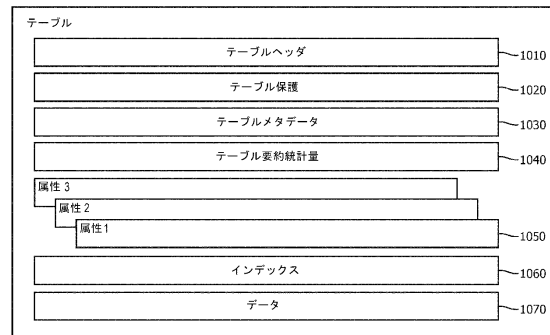 テーブル
テーブルヘッダ 1010
テーブル保護 1020
テーブルメタデータ 1030
テーブル要約統計量 1040
属性3
属性2
属性1 1050
インデックス 1060
データ 1070